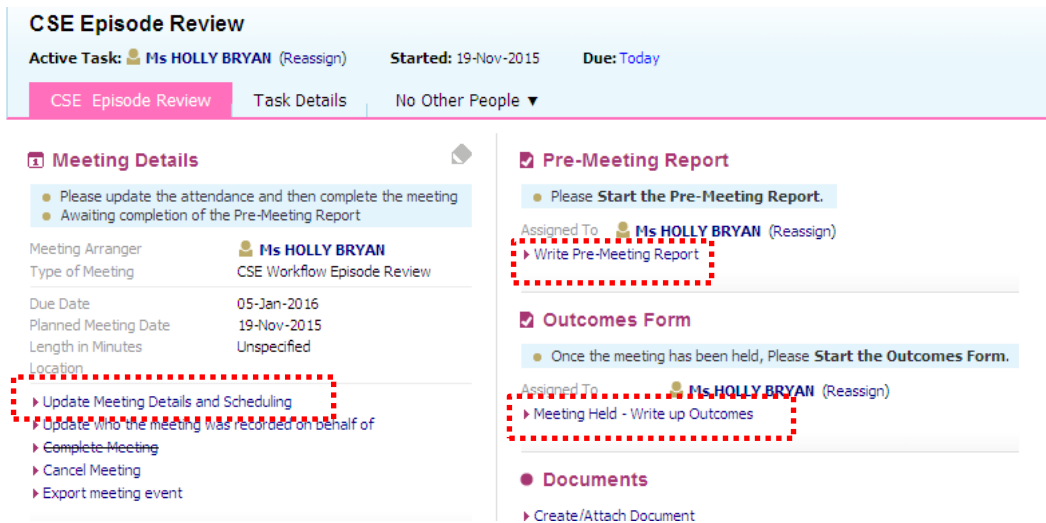 CSE Episode Review
Active Task: Ms HOLLY BRYAN (Reassign) Started: 19-Nov-2015 Due: Today
CSE Episode Review Task Details No Other People ▼
Meeting Details
Please update the attendance and then complete the meeting
Awaiting completion of the Pre-Meeting Report
Meeting Arranger Ms HOLLY BRYAN
Type of Meeting CSE Workflow Episode Review
Due Date 05-Jan-2016
Planned Meeting Date 19-Nov-2015
Length in Minutes Unspecified
Location
Update Meeting Details and Scheduling
Update who the meeting was recorded on behalf of
Complete Meeting
Cancel Meeting
Export meeting event
Pre-Meeting Report
Please Start the Pre-Meeting Report.
Assigned To Ms HOLLY BRYAN (Reassign)
Write Pre-Meeting Report
Outcomes Form
Once the meeting has been held, Please Start the Outcomes Form.
Assigned To Ms HOLLY BRYAN (Reassign)
Meeting Held - Write up Outcomes
Documents
Create/Attach Document